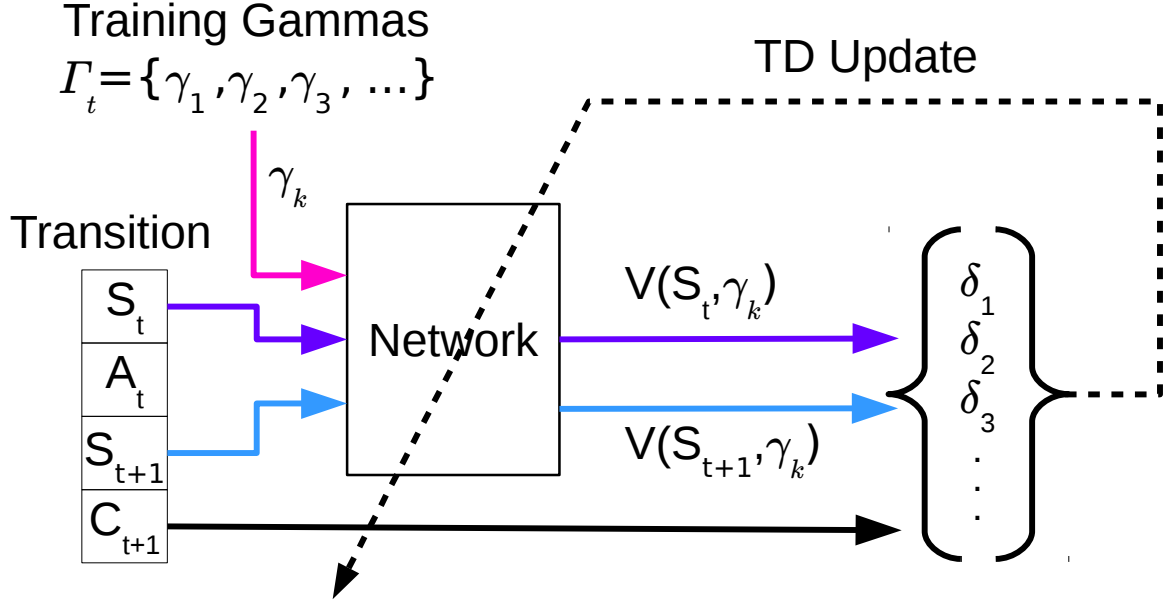 Training Gammas
Γt={γ1,γ2,γ3, ...}
TD Update
γk
Transition
St
At
St+1
Ct+1
Network
V(St,γk)
V(St+1,γk)
δ1
δ2
δ3
.
.
.